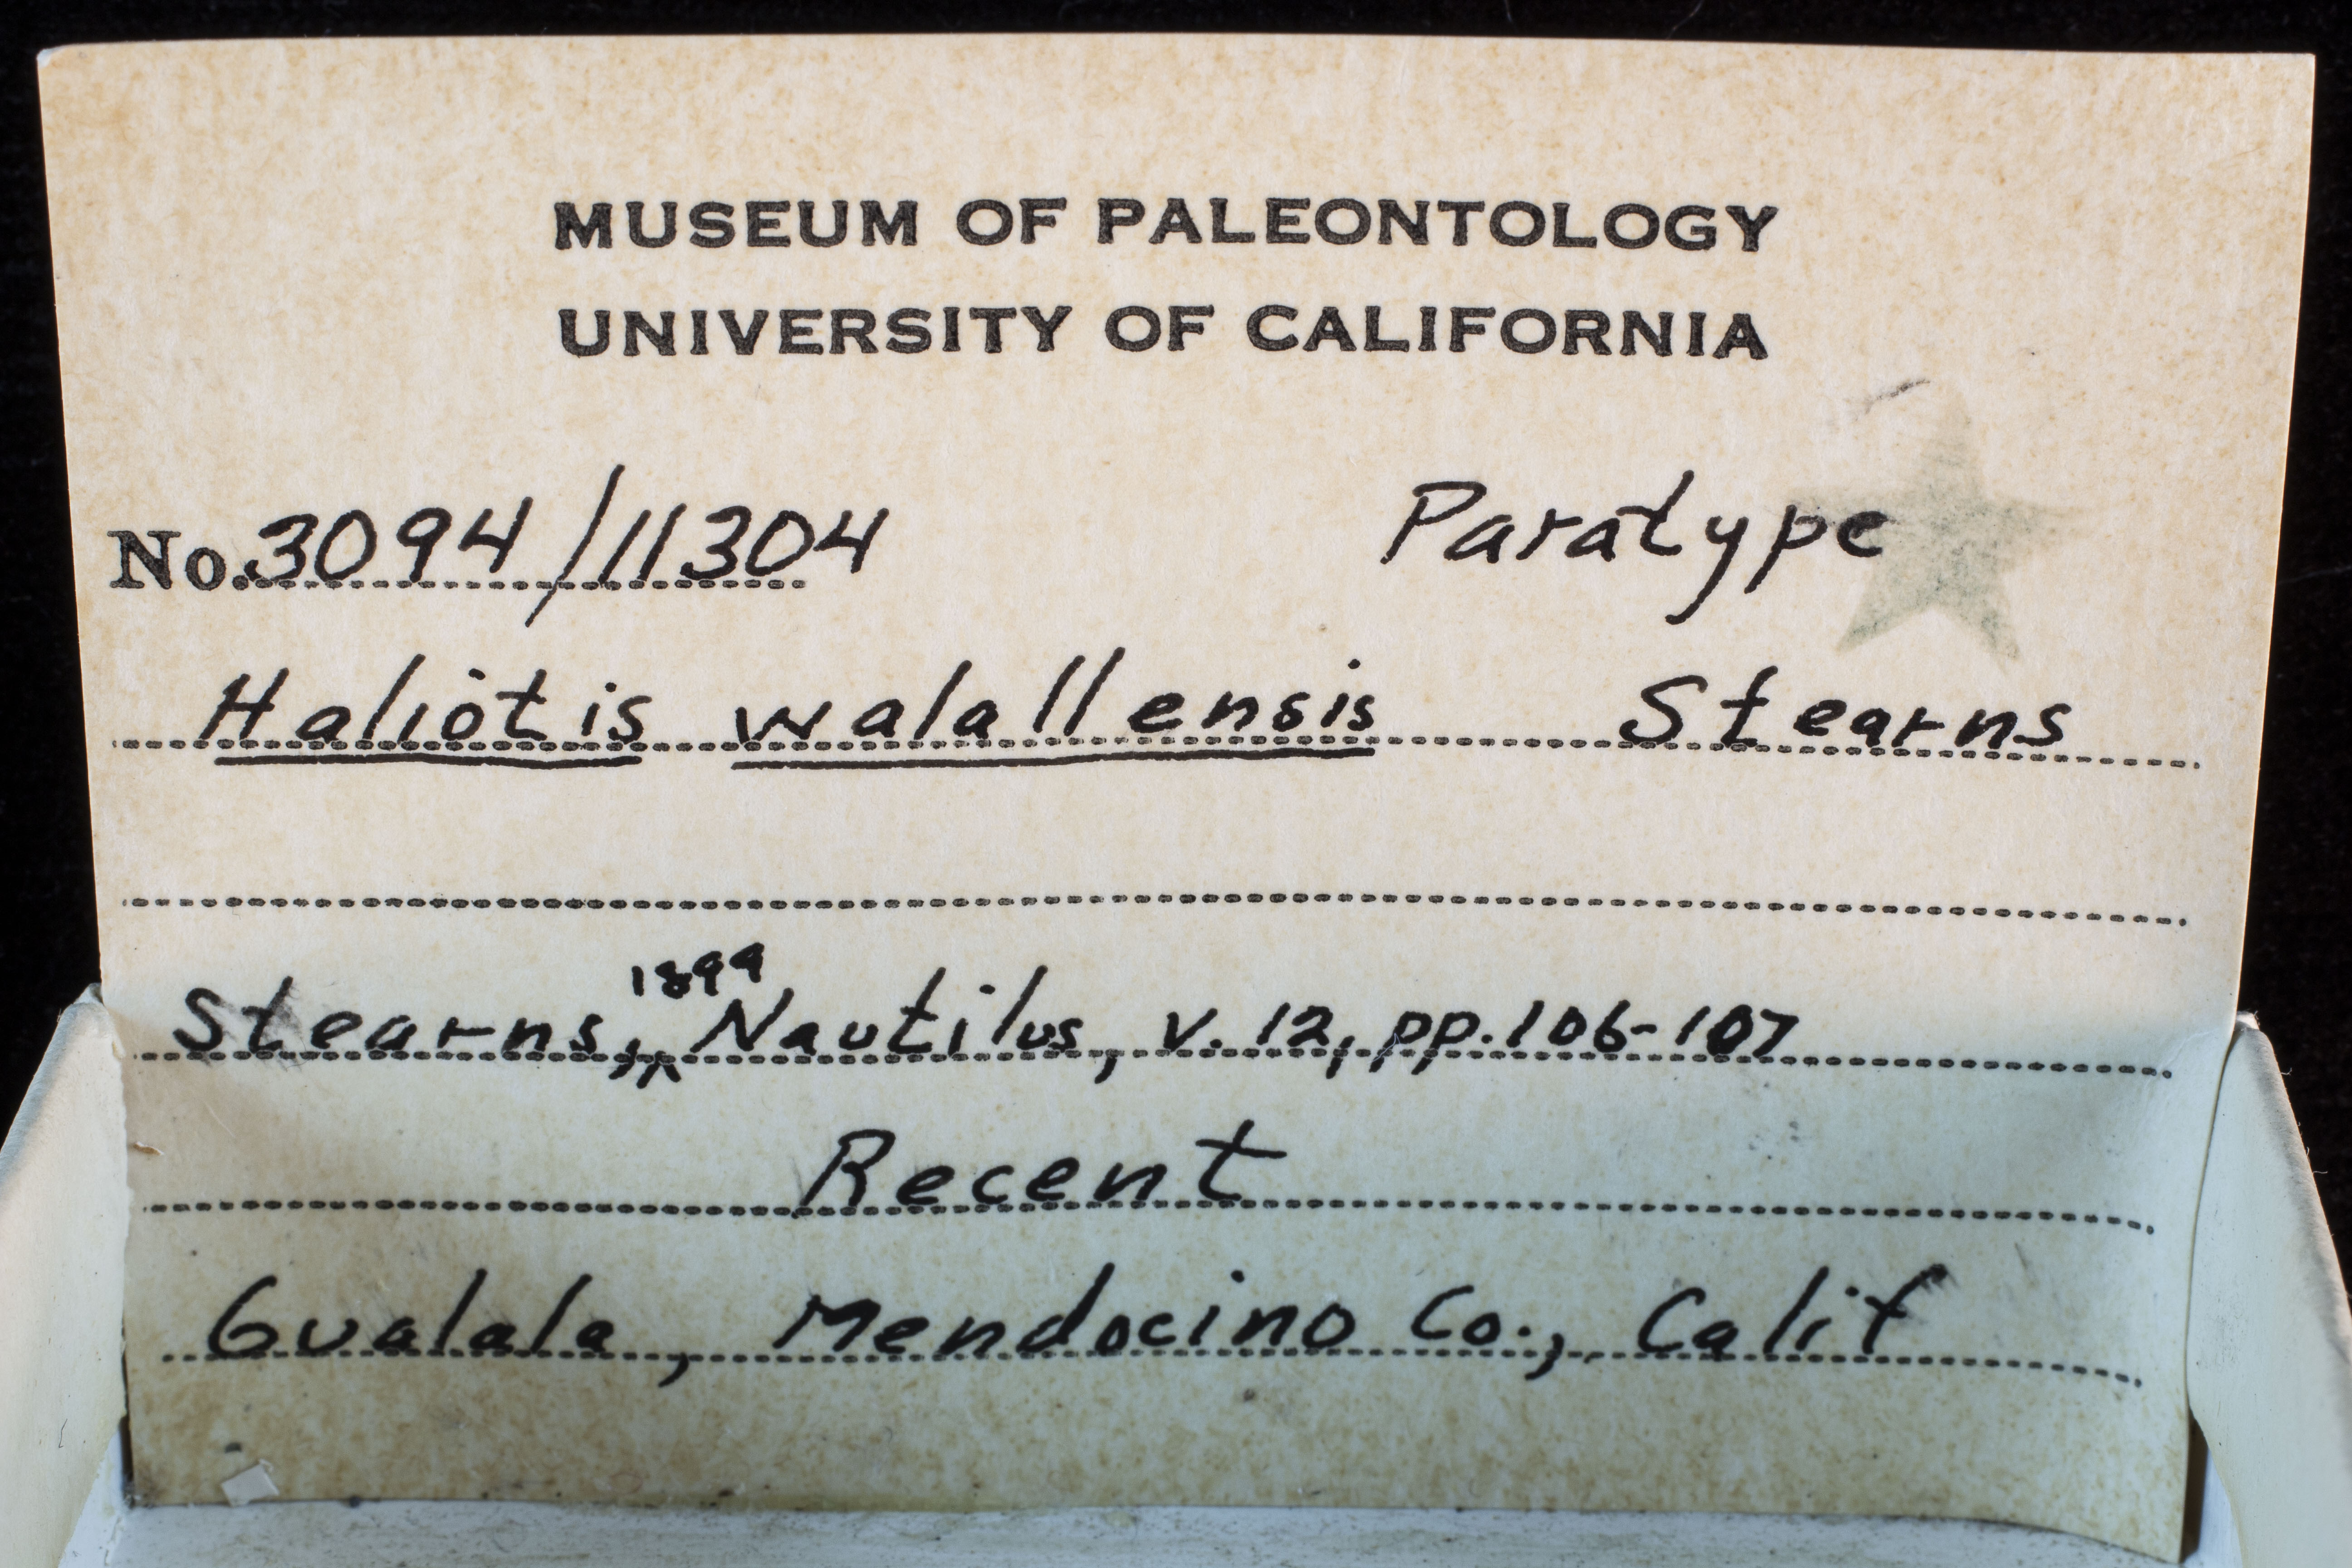 MUSEUM OF PALEONTOLOGY
UNIVERSITY OF CALIFORNIA
No. 3094/11304 Paratype
Haliotis walallensis Stearns
Stearns, 1899, Nautilus, v. 12, pp. 106-107
Recent
Gualala, Mendocino Co., Calif